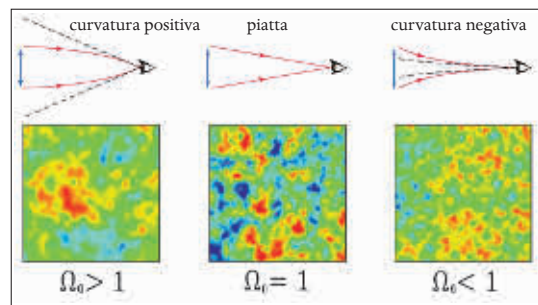 curvatura positiva piatta curvatura negativa
Ω₀> 1 Ω₀= 1 Ω₀< 1